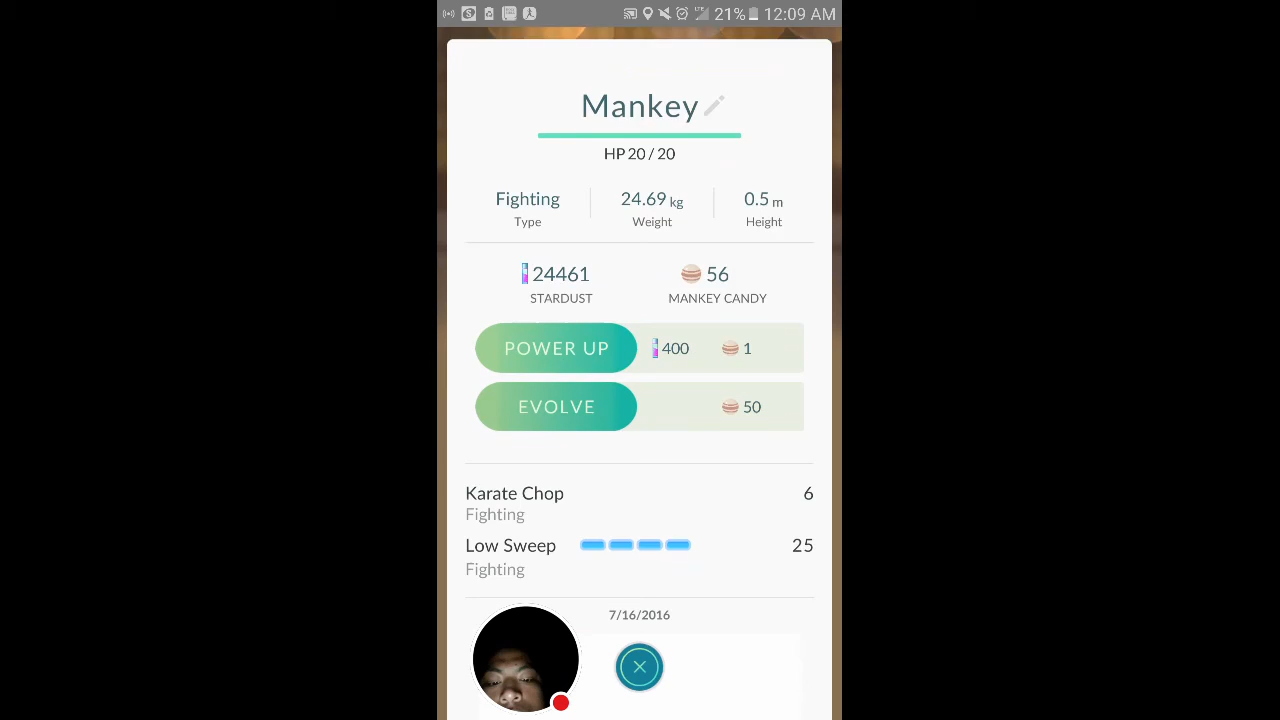 LTE 21% 12:09 AM
Mankey
HP 20 / 20
Fighting 24.69 kg 0.5 m
Type Weight Height
24461 56
STARDUST MANKEY CANDY
POWER UP 400 1
EVOLVE 50
Karate Chop 6
Fighting
Low Sweep 25
Fighting
7/16/2016